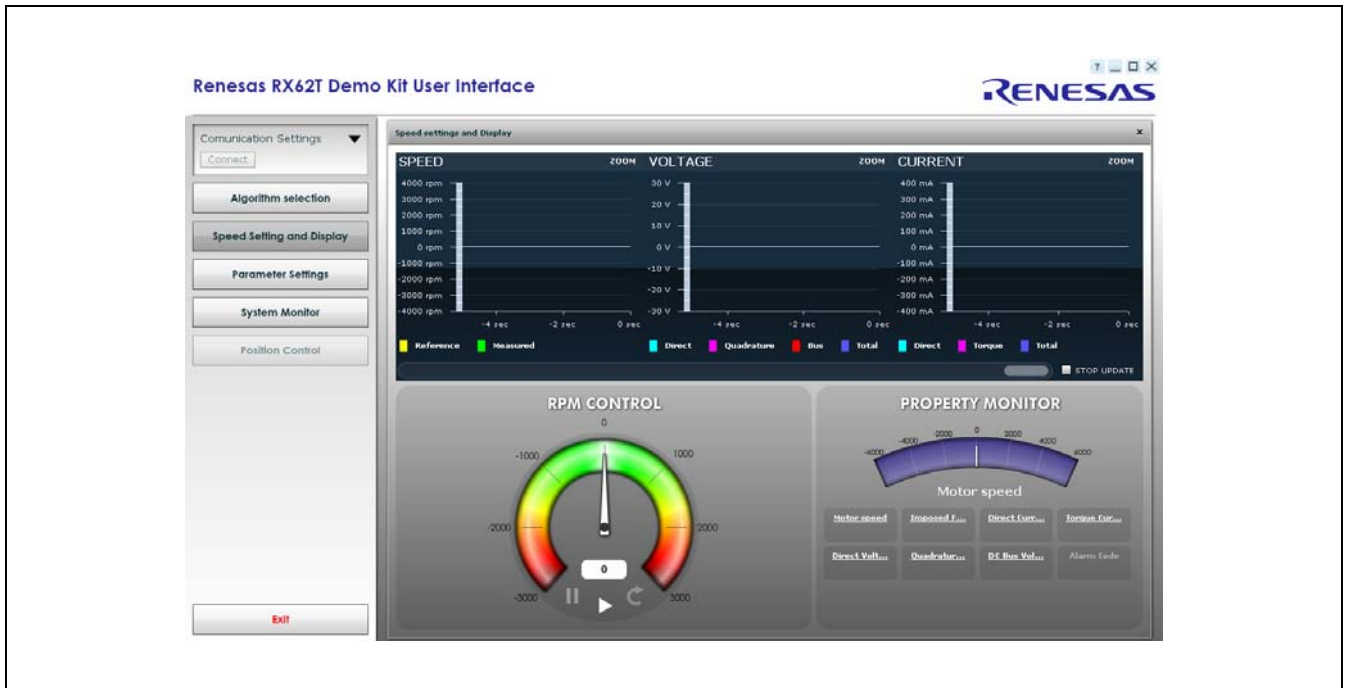 Renesas RX62T Demo Kit User Interface
RENESAS
Comunication Settings
Connect
Algorithm selection
Speed Setting and Display
Parameter Settings
System Monitor
Position Control
Exit
Speed settings and Display
SPEED ZOOM
4000 rpm
3000 rpm
2000 rpm
1000 rpm
0 rpm
-1000 rpm
-2000 rpm
-3000 rpm
-4000 rpm
-4 sec -2 sec 0 sec
Reference Measured
VOLTAGE ZOOM
30 V
20 V
10 V
0 V
-10 V
-20 V
-30 V
-4 sec -2 sec 0 sec
Direct Quadrature Bus Total
CURRENT ZOOM
400 mA
300 mA
200 mA
100 mA
0 mA
-100 mA
-200 mA
-300 mA
-400 mA
-4 sec -2 sec 0 sec
Direct Torque Total
STOP UPDATE
RPM CONTROL
0
-1000 1000
-2000 2000
-3000 3000
0
PROPERTY MONITOR
-6000 -4000 -2000 0 2000 4000 6000
Motor speed
Motor speed Imposed F... Direct Curr... Torque Cur...
Direct Volt... Quadratur... DC Bus Vol... Alarm Code